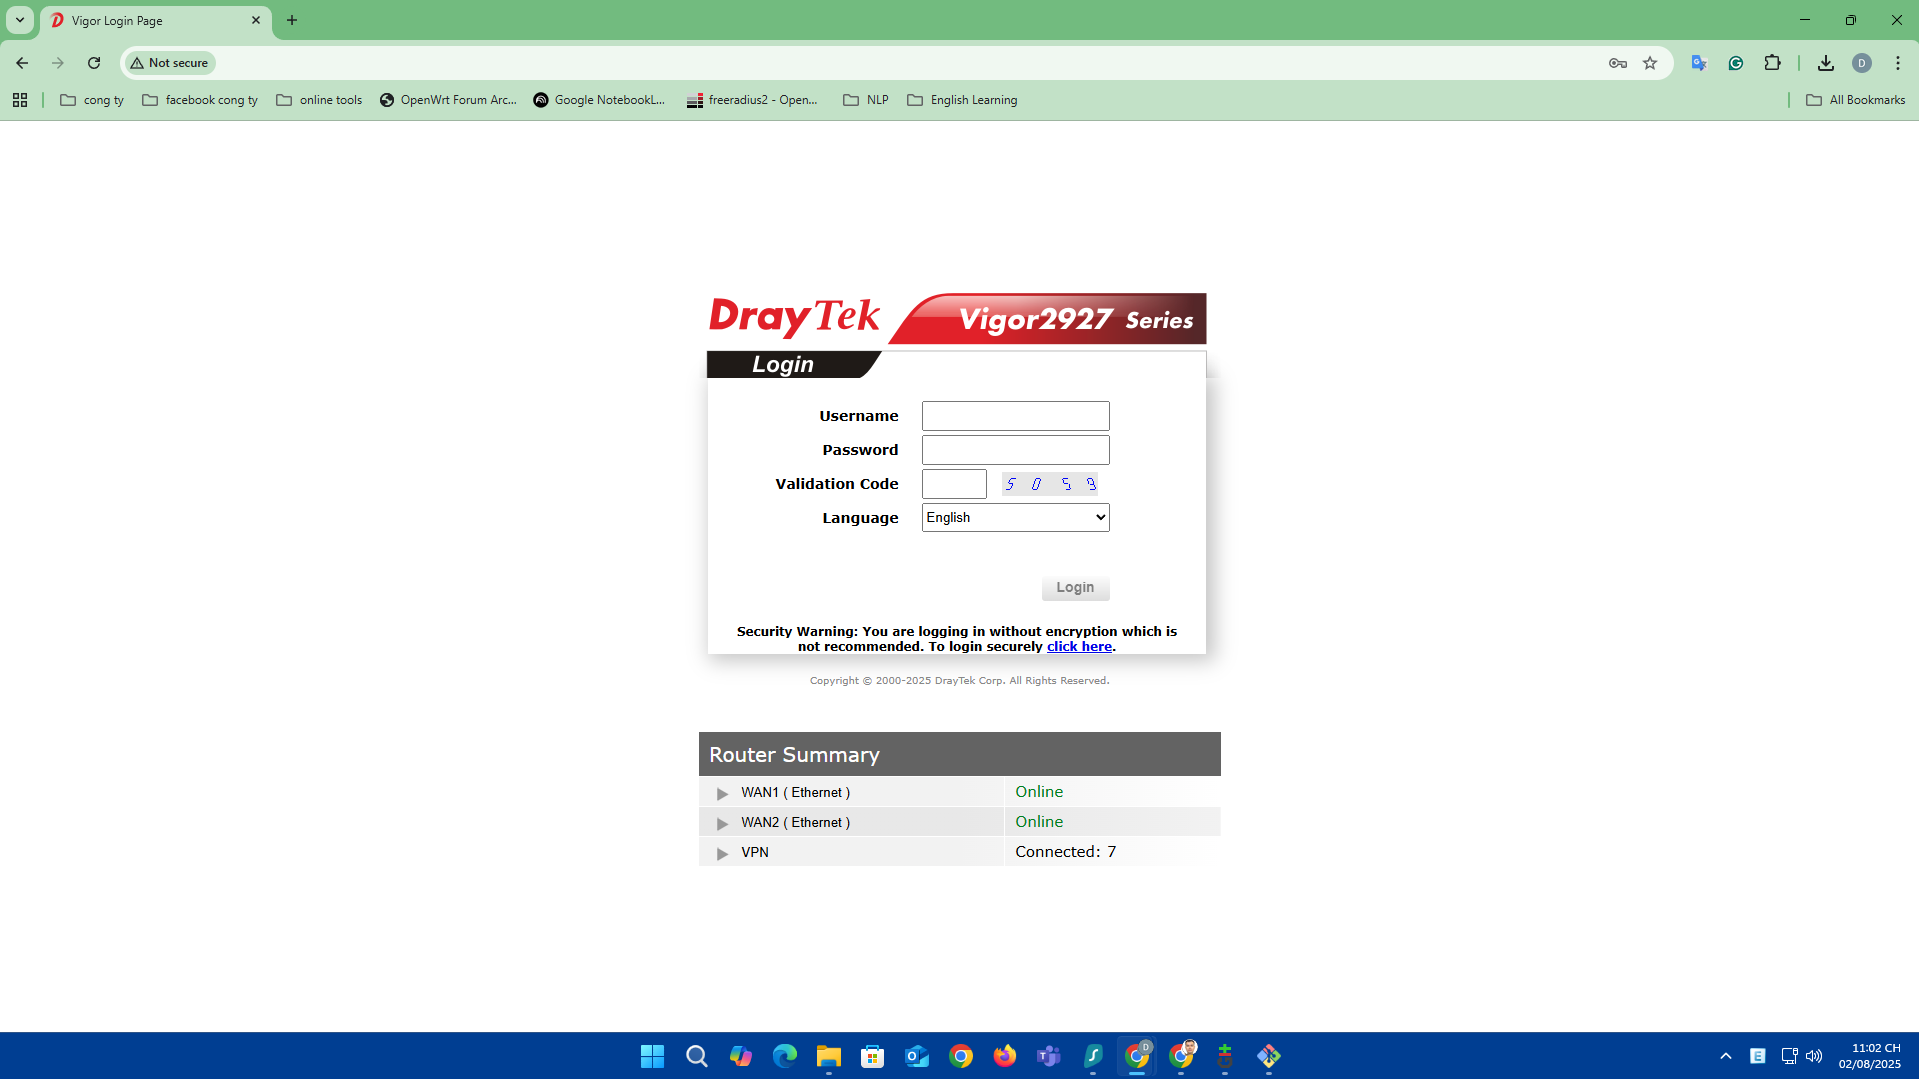 Vigor Login Page
Not secure
cong ty
facebook cong ty
online tools
OpenWrt Forum Arc...
Google NotebookL...
freeradius2 - Open...
NLP
English Learning
All Bookmarks
DrayTek
Vigor2927 Series
Login
Username
Password
Validation Code
5 0 5 9
Language
English
Login
Security Warning: You are logging in without encryption which is
not recommended. To login securely click here.
Copyright © 2000-2025 DrayTek Corp. All Rights Reserved.
Router Summary
WAN1 ( Ethernet )
Online
WAN2 ( Ethernet )
Online
VPN
Connected: 7
11:02 CH
02/08/2025